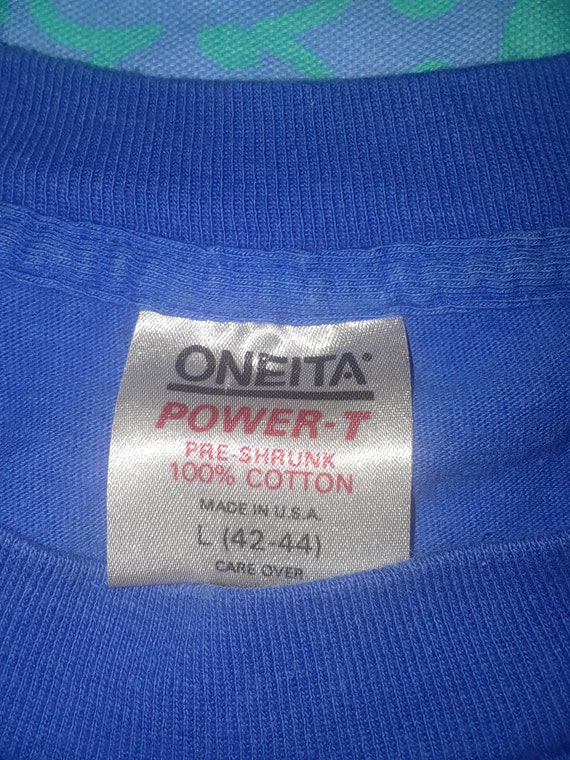 ONEITA®
POWER-T
PRE-SHRUNK
100% COTTON
MADE IN U.S.A.
L (42-44)
CARE OVER